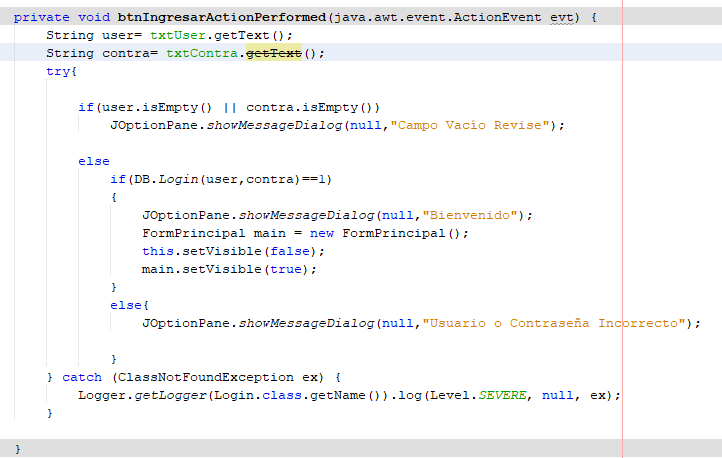 private void btnIngresarActionPerformed(java.awt.event.ActionEvent evt) {
String user= txtUser.getText();
String contra= txtContra.getText();
try{
if(user.isEmpty() || contra.isEmpty())
JOptionPane.showMessageDialog(null,"Campo Vacío Revise");
else
if(DB.Login(user,contra)==1)
{
JOptionPane.showMessageDialog(null,"Bienvenido");
FormPrincipal main = new FormPrincipal();
this.setVisible(false);
main.setVisible(true);
}
else{
JOptionPane.showMessageDialog(null,"Usuario o Contraseña Incorrecto");
}
} catch (ClassNotFoundException ex) {
Logger.getLogger(Login.class.getName()).log(Level.SEVERE, null, ex);
}
}